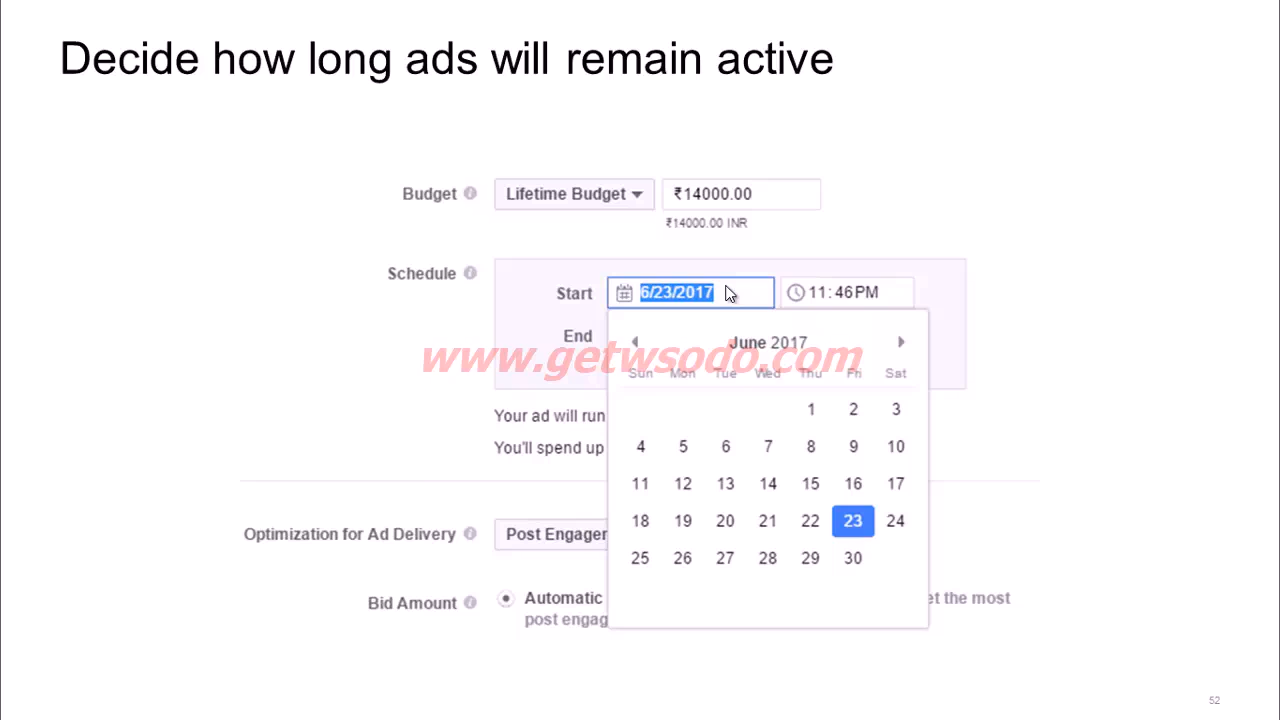 Decide how long ads will remain active
Budget
Lifetime Budget
₹14000.00
₹14000.00 INR
Schedule
Start
6/23/2017
11:46PM
End
June 2017
www.getwsodo.com
Sun Mon Tue Wed Thu Fri Sat
1 2 3
4 5 6 7 8 9 10
11 12 13 14 15 16 17
18 19 20 21 22 23 24
25 26 27 28 29 30
Your ad will run
You'll spend up
Optimization for Ad Delivery
Post Engager
Bid Amount
Automatic
et the most
post engag
52